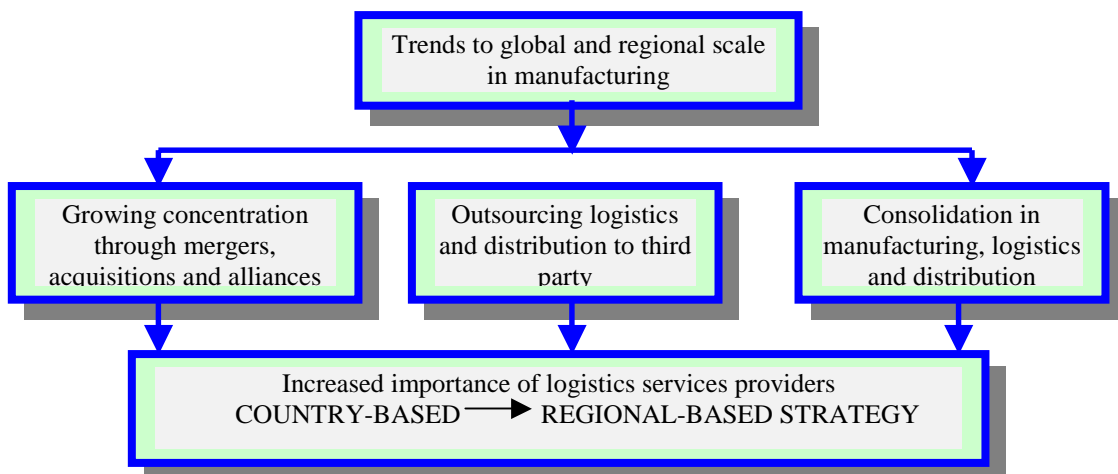 Trends to global and regional scale
in manufacturing
Growing concentration
through mergers,
acquisitions and alliances
Outsourcing logistics
and distribution to third
party
Consolidation in
manufacturing, logistics
and distribution
Increased importance of logistics services providers
COUNTRY-BASED REGIONAL-BASED STRATEGY